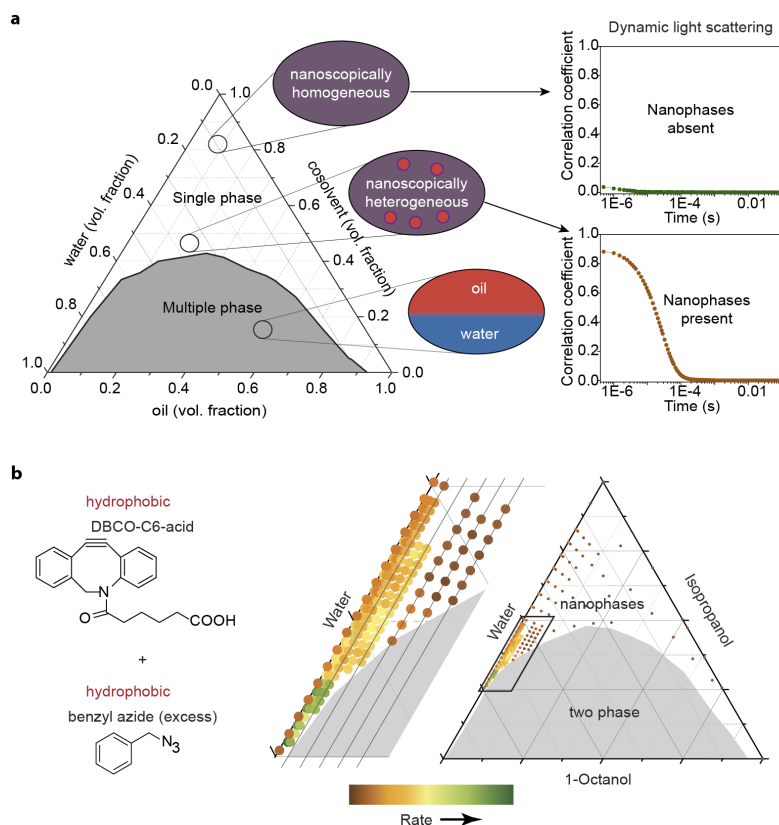 a
Dynamic light scattering
nanoscopically
homogeneous
Correlation coefficient
1.0
0.8
0.6
0.4
0.2
0.0
Nanophases
absent
1E-6
1E-4
0.01
Time (s)
water (vol. fraction)
0.0
0.2
0.4
0.6
0.8
1.0
cosolvent (vol. fraction)
1.0
0.8
0.6
0.4
0.2
0.0
Single phase
Multiple phase
nanoscopically
heterogeneous
oil
water
0.0
0.2
0.4
0.6
0.8
1.0
oil (vol. fraction)
Correlation coefficient
1.0
0.8
0.6
0.4
0.2
0.0
Nanophases
present
1E-6
1E-4
0.01
Time (s)
b
hydrophobic
DBCO-C6-acid
N
O
COOH
+
hydrophobic
benzyl azide (excess)
N3
Water
Water
Isopropanol
nanophases
two phase
1-Octanol
Rate